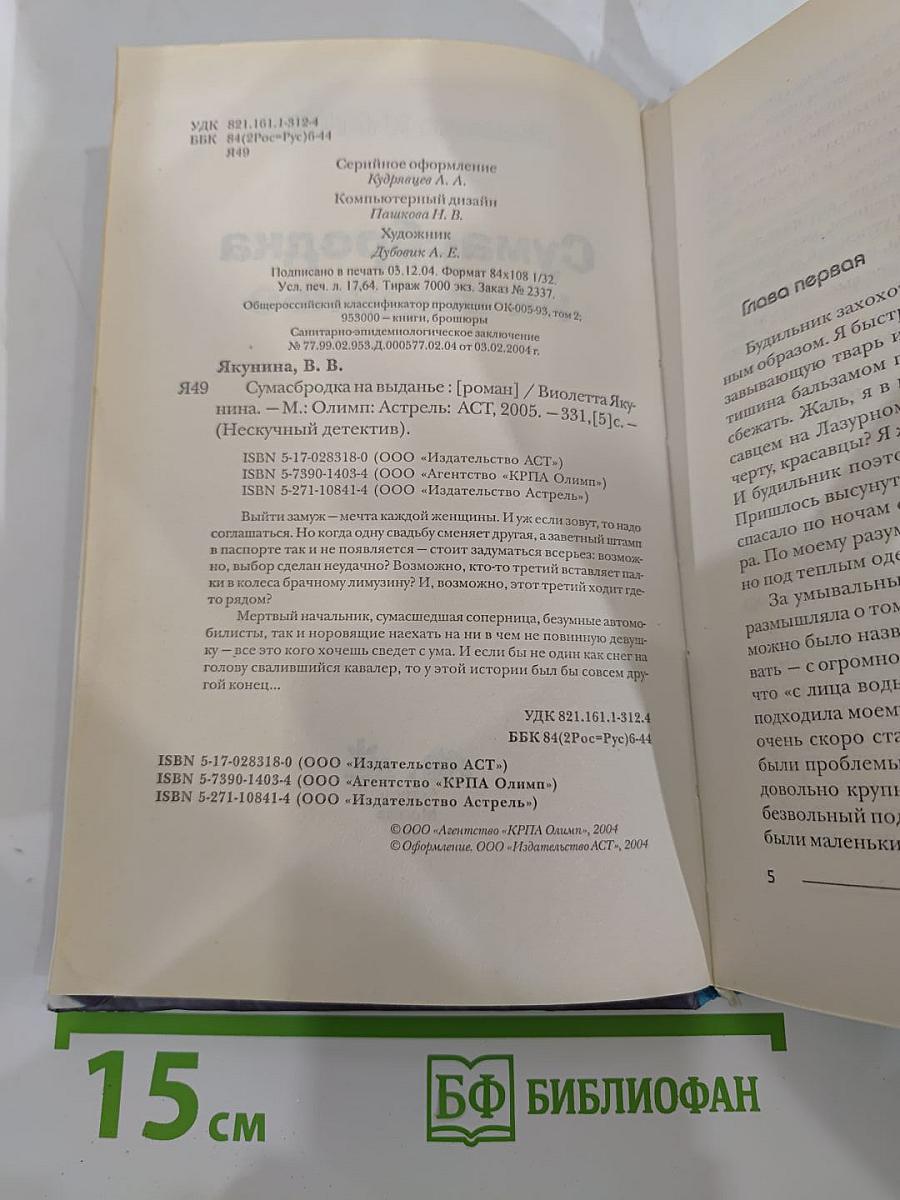 УДК 821.161.1-312.4
ББК 84(2Рос=Рус)6-44
Я49
Серийное оформление
Кудрявцев А. А.
Компьютерный дизайн
Пашкова Н. В.
Художник
Дубовик А. Е.
Подписано в печать 03.12.04. Формат 84х108 1/32.
Усл. печ. л. 17,64. Тираж 7000 экз. Заказ № 2337.
Общероссийский классификатор продукции ОК-005-93, том 2;
953000 — книги, брошюры
Санитарно-эпидемиологическое заключение
№ 77.99.02.953.Д.000577.02.04 от 03.02.2004 г.
Якунина, В. В.
Я49 Сумасбродка на выданье : [роман] / Виолетта Яку-
нина. — М.: Олимп: Астрель: АСТ, 2005. — 331,[5]с. —
(Нескучный детектив).
ISBN 5-17-028318-0 (ООО «Издательство АСТ»)
ISBN 5-7390-1403-4 (ООО «Агентство «КРПА Олимп»)
ISBN 5-271-10841-4 (ООО «Издательство Астрель»)
Выйти замуж — мечта каждой женщины. И уж если зовут, то надо
соглашаться. Но когда одну свадьбу сменяет другая, а заветный штамп
в паспорте так и не появляется — стоит задуматься всерьез: возмож-
но, выбор сделан неудачно? Возможно, кто-то третий вставляет пал-
ки в колеса брачному лимузину? И, возможно, этот третий ходит где-
то рядом?
Мертвый начальник, сумасшедшая соперница, безумные автомо-
билисты, так и норовящие наехать на ни в чем не повинную девуш-
ку — все это кого хочешь сведет с ума. И если бы не один как снег на
голову свалившийся кавалер, то у этой истории был бы совсем дру-
гой конец...
УДК 821.161.1-312.4
ББК 84(2Рос=Рус)6-44
ISBN 5-17-028318-0 (ООО «Издательство АСТ»)
ISBN 5-7390-1403-4 (ООО «Агентство «КРПА Олимп»)
ISBN 5-271-10841-4 (ООО «Издательство Астрель»)
© ООО «Агентство «КРПА Олимп», 2004
© Оформление. ООО «Издательство АСТ», 2004
Глава первая
Будильник захохо
ным образом. Я быстр
завывающую тварь и
тишина бальзамом
сбежать. Жаль, я в
савцем на Лазурном
черту, красавцы? Я
И будильник поэто
Пришлось высунут
спасало по ночам
ра. По моему разум
но под теплым оде
За умывальны
размышляла о том
можно было назв
вать — с огромно
что «с лица воды
подходила моем
очень скоро ста
были проблемы
довольно крупн
безвольный под
были маленьки
5
15 см
БФ БИБЛИОФАН